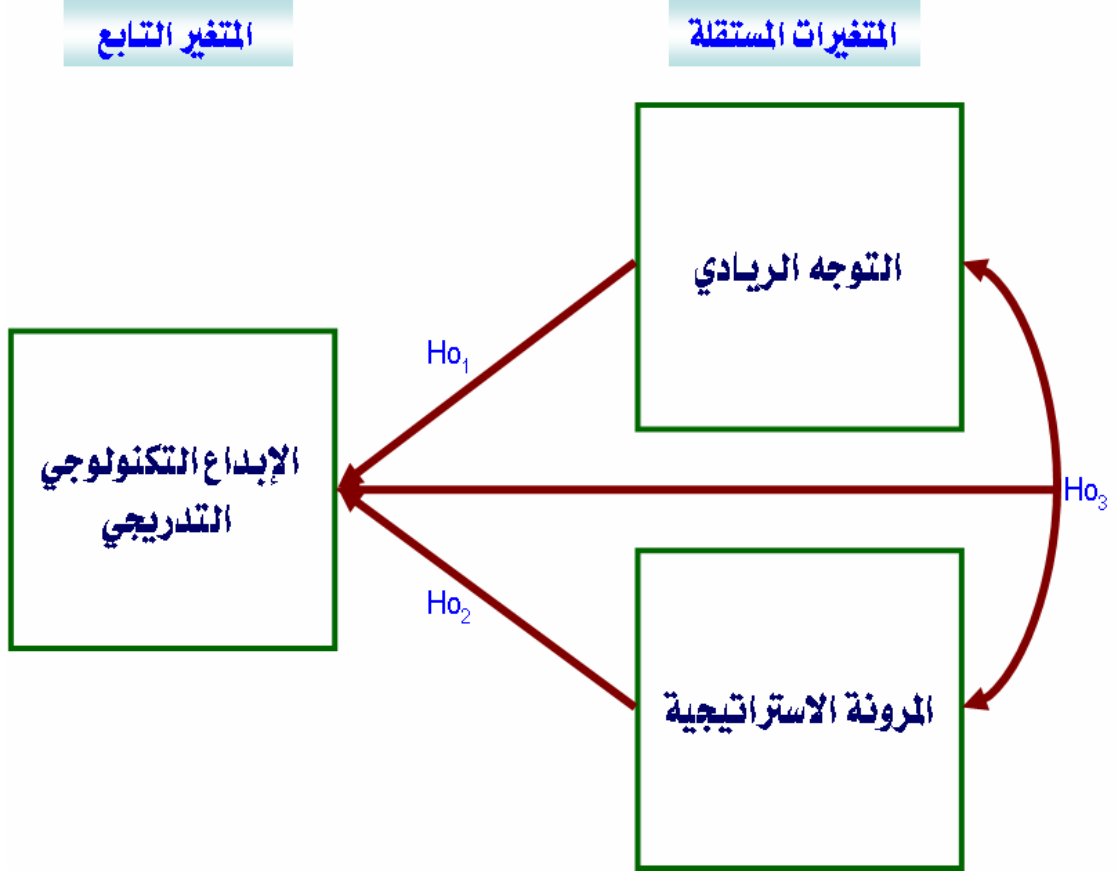 المتغيرات المستقلة
المتغير التابع
التوجه الريادي
Ho1
الإبداع التكنولوجي
التدريجي
Ho3
Ho2
المرونة الاستراتيجية